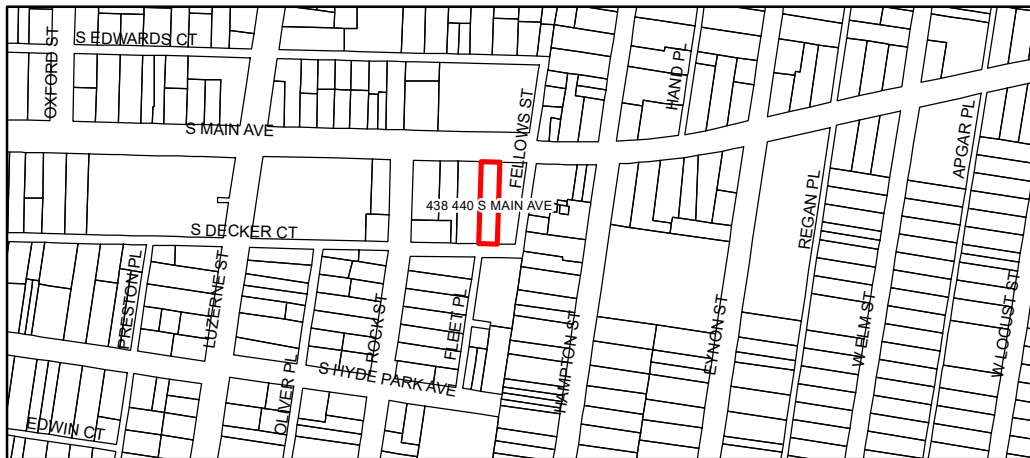 S EDWARDS CT
OXFORD ST
HAND PL
S MAIN AVE
FELLOWS ST
APGAR PL
438 440 S MAIN AVE
REGAN PL
S DECKER CT
PRESTON PL
LUZERNE ST
ROCK ST
FLEET PL
HAMPTON ST
EYNON ST
W ELM ST
W LOCUST ST
OLIVER PL
S HYDE PARK AVE
EDWIN CT